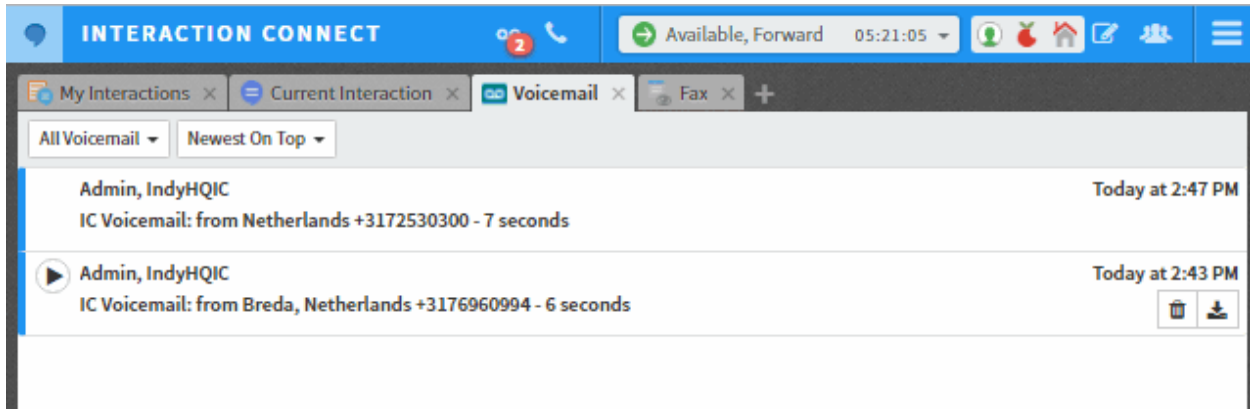 INTERACTION CONNECT
2
Available, Forward 05:21:05
My Interactions
Current Interaction
Voicemail
Fax
All Voicemail
Newest On Top
Admin, IndyHQIC
Today at 2:47 PM
IC Voicemail: from Netherlands +3172530300 - 7 seconds
Admin, IndyHQIC
Today at 2:43 PM
IC Voicemail: from Breda, Netherlands +3176960994 - 6 seconds